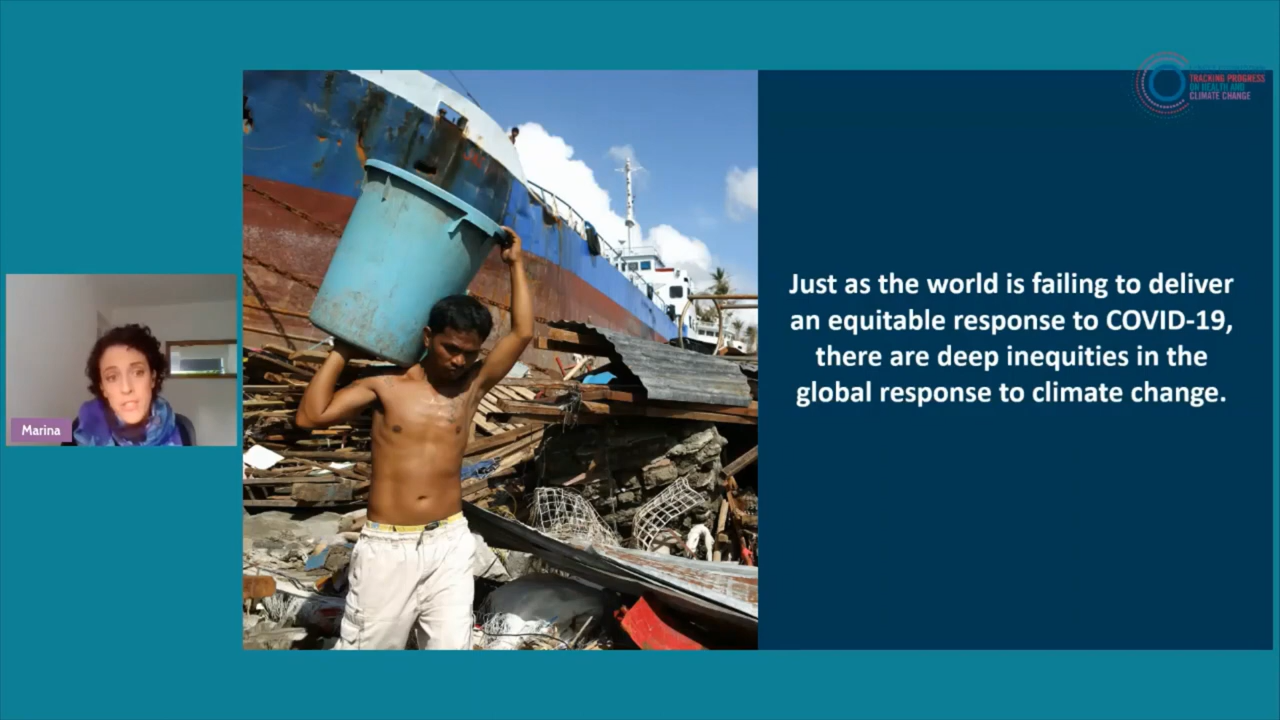 TRACKING PROGRESS
ON HEALTH AND
CLIMATE CHANGE
Just as the world is failing to deliver
an equitable response to COVID-19,
there are deep inequities in the
global response to climate change.
Marina